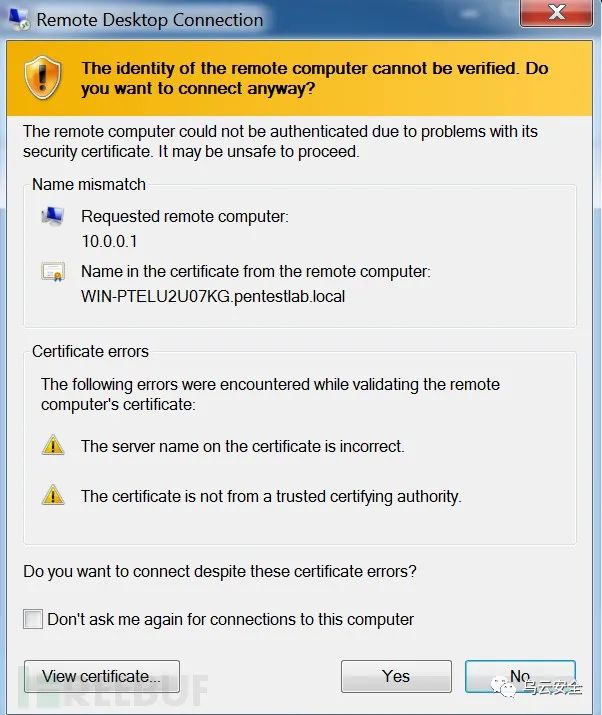 Remote Desktop Connection
The identity of the remote computer cannot be verified. Do
you want to connect anyway?
The remote computer could not be authenticated due to problems with its
security certificate. It may be unsafe to proceed.
Name mismatch
Requested remote computer:
10.0.0.1
Name in the certificate from the remote computer:
WIN-PTELU2U07KG.pentestlab.local
Certificate errors
The following errors were encountered while validating the remote
computer's certificate:
The server name on the certificate is incorrect.
The certificate is not from a trusted certifying authority.
Do you want to connect despite these certificate errors?
Don't ask me again for connections to this computer
View certificate...
Yes
No
FREEBUF
乌云安全